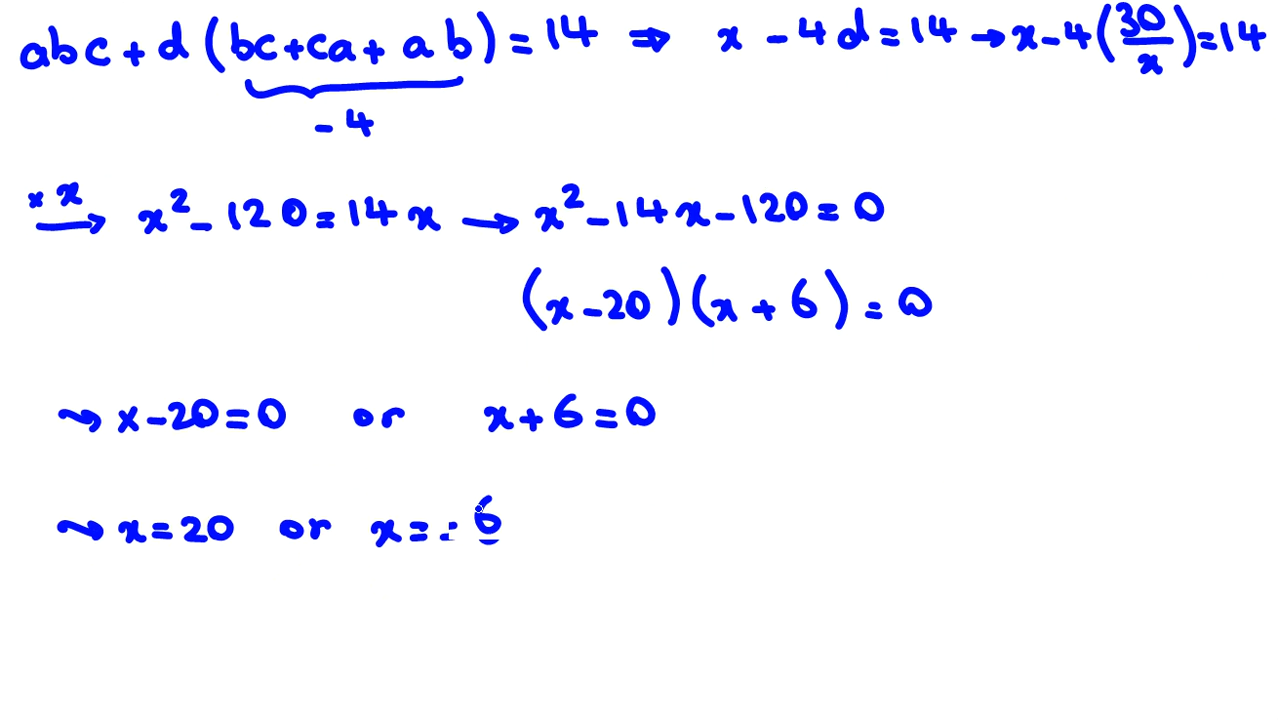 abc + d (bc+ca+ ab) = 14 ⇒ x - 4d = 14 → x - 4 (30/x) = 14
- 4
× x → x² - 120 = 14x → x² - 14x - 120 = 0
(x - 20) (x + 6) = 0
→ x - 20 = 0 or x + 6 = 0
→ x = 20 or x = - 6